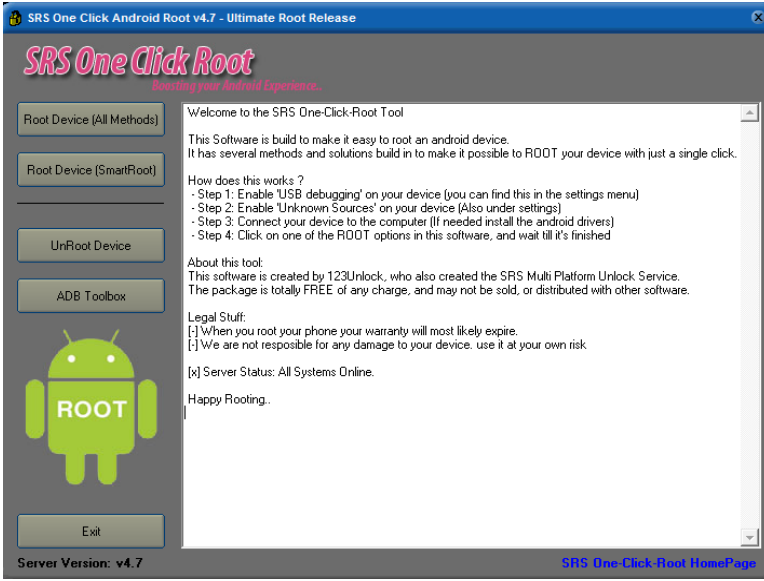 SRS One Click Android Root v4.7 - Ultimate Root Release
SRS One Click Root
Boosting your Android Experience..
Root Device (All Methods)
Root Device (SmartRoot)
UnRoot Device
ADB Toolbox
ROOT
Exit
Welcome to the SRS One-Click-Root Tool
This Software is build to make it easy to root an android device.
It has several methods and solutions build in to make it possible to ROOT your device with just a single click.
How does this works ?
- Step 1: Enable 'USB debugging' on your device (you can find this in the settings menu)
- Step 2: Enable 'Unknown Sources' on your device (Also under settings)
- Step 3: Connect your device to the computer (If needed install the android drivers)
- Step 4: Click on one of the ROOT options in this software, and wait till it's finished
About this tool:
This software is created by 123Unlock, who also created the SRS Multi Platform Unlock Service.
The package is totally FREE of any charge, and may not be sold, or distributed with other software.
Legal Stuff:
[-] When you root your phone your warranty will most likely expire.
[-] We are not resposible for any damage to your device. use it at your own risk
[x] Server Status: All Systems Online.
Happy Rooting..
Server Version: v4.7
SRS One-Click-Root HomePage